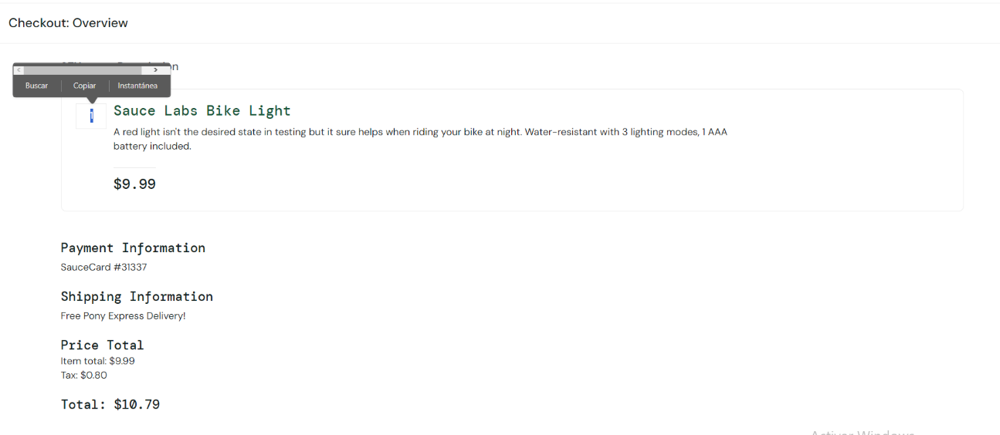 Checkout: Overview
Buscar
Copiar
Instantánea
1
Sauce Labs Bike Light
A red light isn't the desired state in testing but it sure helps when riding your bike at night. Water-resistant with 3 lighting modes, 1 AAA
battery included.
$9.99
Payment Information
SauceCard #31337
Shipping Information
Free Pony Express Delivery!
Price Total
Item total: $9.99
Tax: $0.80
Total: $10.79